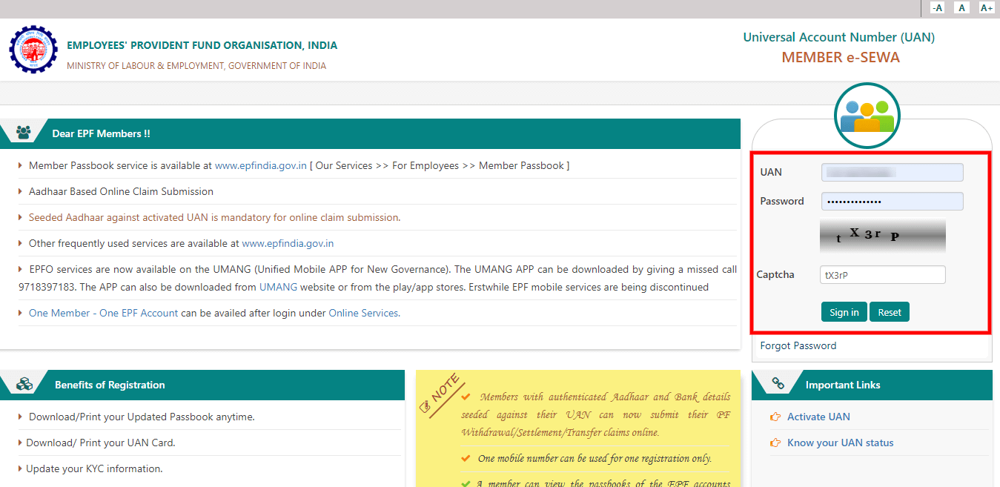 -A A A+
EMPLOYEES' PROVIDENT FUND ORGANISATION, INDIA
MINISTRY OF LABOUR & EMPLOYMENT, GOVERNMENT OF INDIA
Universal Account Number (UAN)
MEMBER e-SEWA
Dear EPF Members !!
Member Passbook service is available at www.epfindia.gov.in [ Our Services >> For Employees >> Member Passbook ]
Aadhaar Based Online Claim Submission
Seeded Aadhaar against activated UAN is mandatory for online claim submission.
Other frequently used services are available at www.epfindia.gov.in
EPFO services are now available on the UMANG (Unified Mobile APP for New Governance). The UMANG APP can be downloaded by giving a missed call
9718397183. The APP can also be downloaded from UMANG website or from the play/app stores. Erstwhile EPF mobile services are being discontinued
One Member - One EPF Account can be availed after login under Online Services.
UAN
Password
t X 3 r P
Captcha
tX3rP
Sign in Reset
Forgot Password
Benefits of Registration
Download/Print your Updated Passbook anytime.
Download/ Print your UAN Card.
Update your KYC information.
NOTE
Members with authenticated Aadhaar and Bank details
seeded against their UAN can now submit their PF
Withdrawal/Settlement/Transfer claims online.
One mobile number can be used for one registration only.
A member can view the passbooks of the EPF accounts
Important Links
Activate UAN
Know your UAN status